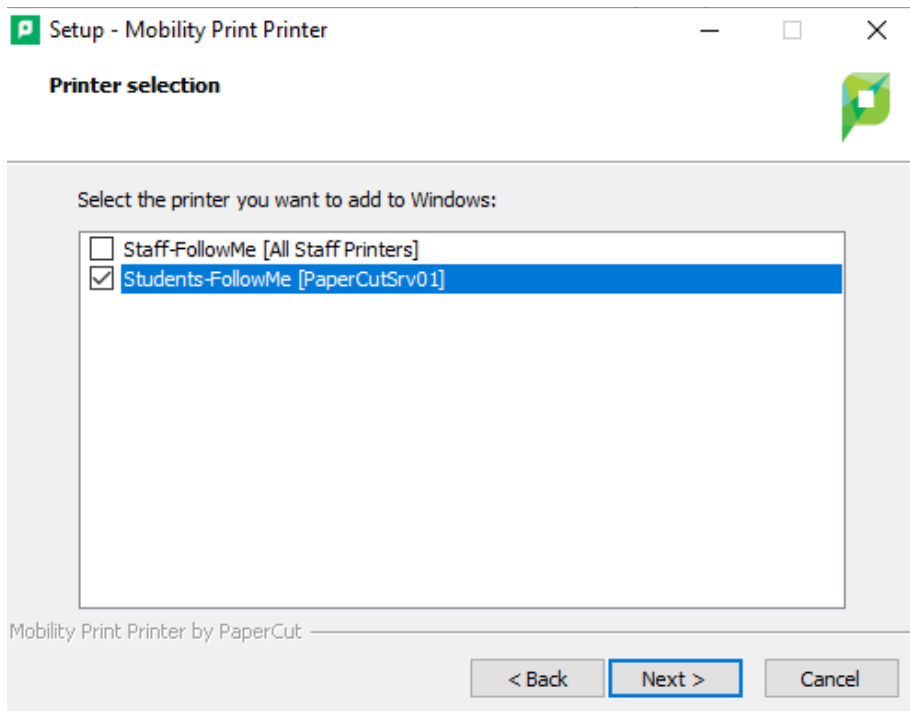 Setup - Mobility Print Printer
Printer selection
Select the printer you want to add to Windows:
Staff-FollowMe [All Staff Printers]
Students-FollowMe [PaperCutSrv01]
Mobility Print Printer by PaperCut
< Back Next > Cancel